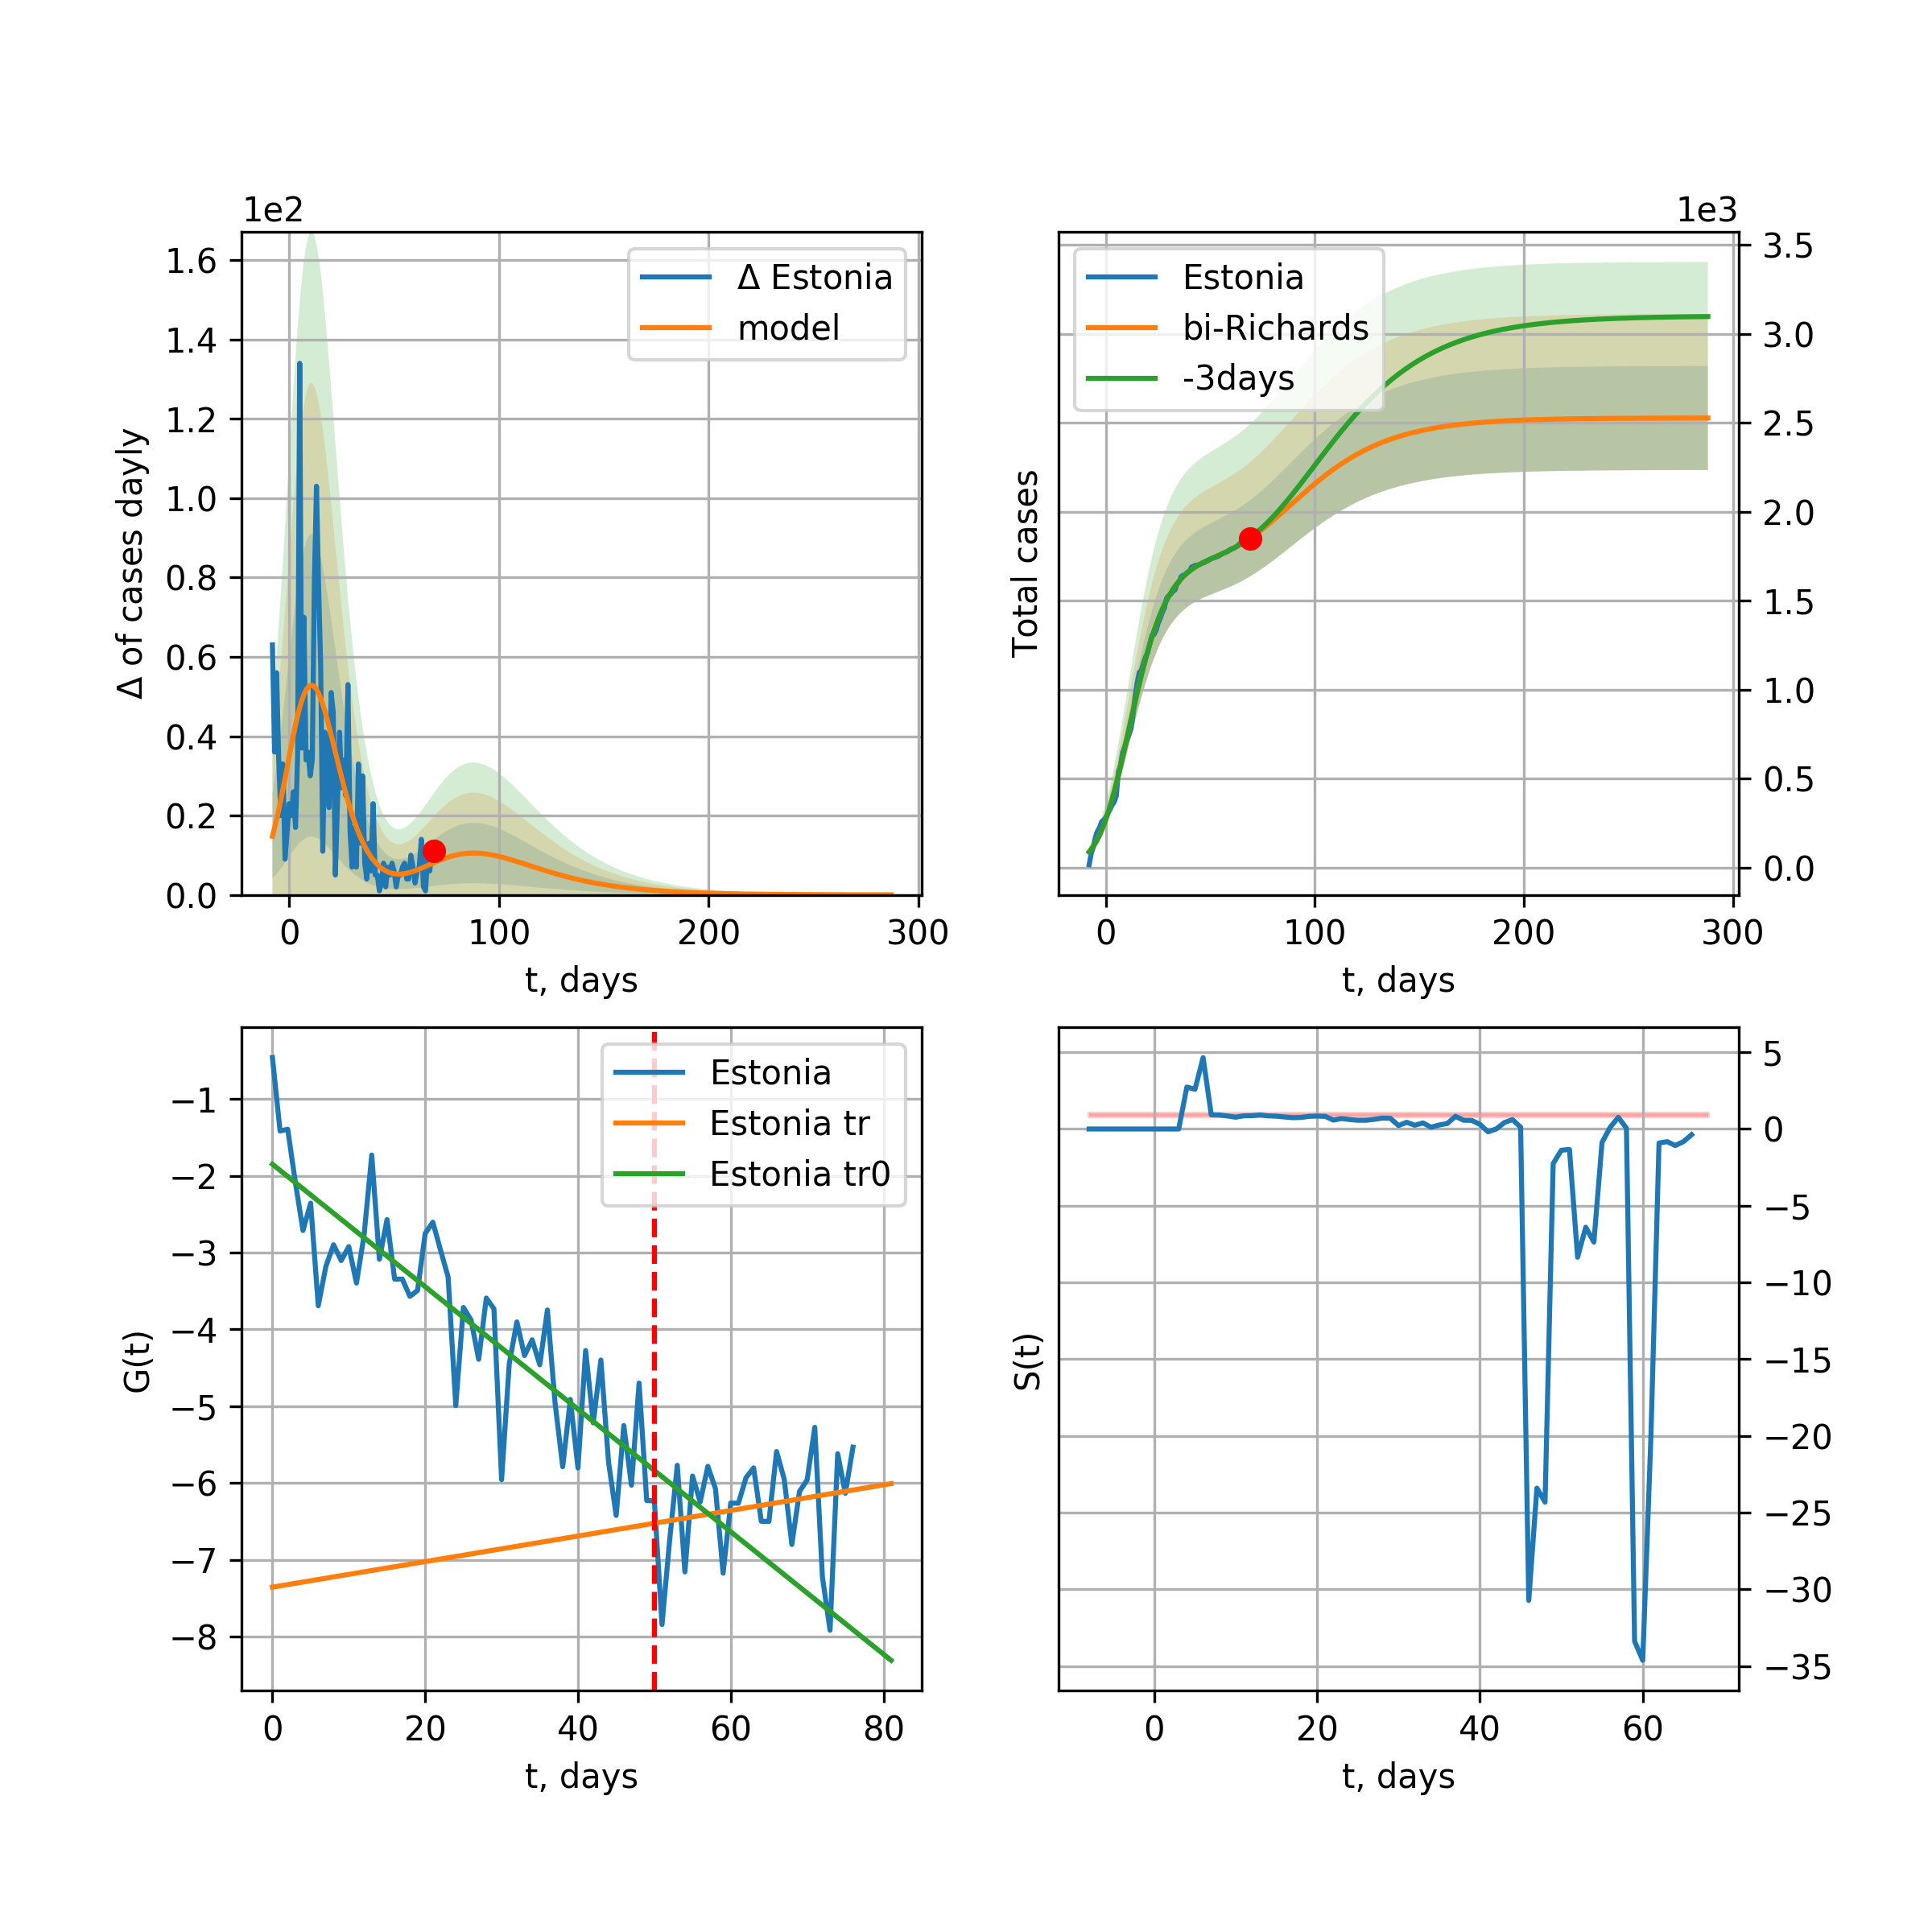 1e2
1.6
1.4
1.2
1.0
0.8
0.6
0.4
0.2
0.0
Δ of cases dayly
Δ Estonia
model
0
100
200
300
t, days
1e3
3.5
3.0
2.5
2.0
1.5
1.0
0.5
0.0
Total cases
Estonia
bi-Richards
-3days
0
100
200
300
t, days
−1
−2
−3
−4
−5
−6
−7
−8
G(t)
Estonia
Estonia tr
Estonia tr0
0
20
40
60
80
t, days
5
0
−5
−10
−15
−20
−25
−30
−35
S(t)
0
20
40
60
t, days